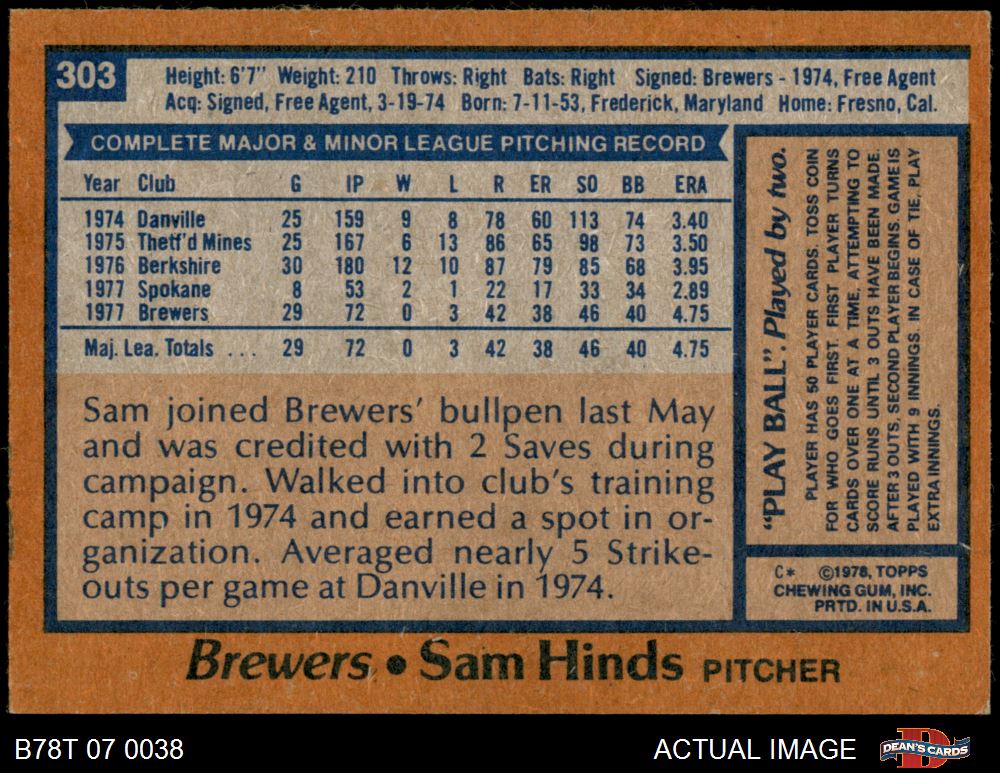 303
Height: 6'7" Weight: 210 Throws: Right Bats: Right Signed: Brewers - 1974, Free Agent
Acq: Signed, Free Agent, 3-19-74 Born: 7-11-53, Frederick, Maryland Home: Fresno, Cal.
COMPLETE MAJOR & MINOR LEAGUE PITCHING RECORD
Year Club G IP W L R ER SO BB ERA
1974 Danville 25 159 9 8 78 60 113 74 3.40
1975 Thetf'd Mines 25 167 6 13 86 65 98 73 3.50
1976 Berkshire 30 180 12 10 87 79 85 68 3.95
1977 Spokane 8 53 2 1 22 17 33 34 2.89
1977 Brewers 29 72 0 3 42 38 46 40 4.75
Maj. Lea. Totals ... 29 72 0 3 42 38 46 40 4.75
Sam joined Brewers' bullpen last May
and was credited with 2 Saves during
campaign. Walked into club's training
camp in 1974 and earned a spot in or-
ganization. Averaged nearly 5 Strike-
outs per game at Danville in 1974.
"PLAY BALL". Played by two.
PLAYER HAS 50 PLAYER CARDS. TOSS COIN
FOR WHO GOES FIRST. FIRST PLAYER TURNS
CARDS OVER ONE AT A TIME, ATTEMPTING TO
SCORE RUNS UNTIL 3 OUTS HAVE BEEN MADE.
AFTER 3 OUTS, SECOND PLAYER BEGINS. GAME IS
PLAYED WITH 9 INNINGS. IN CASE OF TIE, PLAY
EXTRA INNINGS.
C* ©1978, TOPPS
CHEWING GUM, INC.
PRTD. IN U.S.A.
Brewers • Sam Hinds PITCHER
B78T 07 0038
ACTUAL IMAGE
DEAN'S CARDS